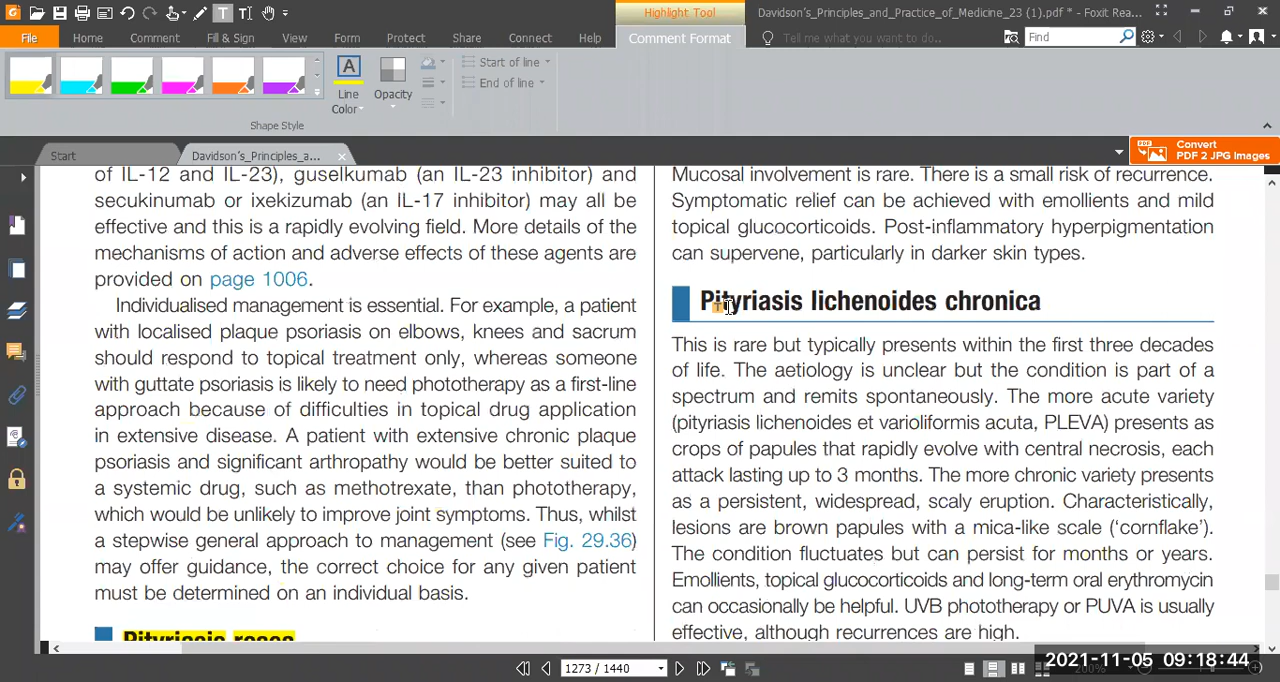 Highlight Tool
Davidson's_Principles_and_Practice_of_Medicine_23 (1).pdf * - Foxit Rea...
File
Home
Comment
Fill & Sign
View
Form
Protect
Share
Connect
Help
Comment Format
Tell me what you want to do..
Find
Line
Color
Opacity
Start of line
End of line
Shape Style
Start
Davidson's_Principles_a...
Convert
PDF 2 JPG Images
of IL-12 and IL-23), guselkumab (an IL-23 inhibitor) and
secukinumab or ixekizumab (an IL-17 inhibitor) may all be
effective and this is a rapidly evolving field. More details of the
mechanisms of action and adverse effects of these agents are
provided on page 1006.
Individualised management is essential. For example, a patient
with localised plaque psoriasis on elbows, knees and sacrum
should respond to topical treatment only, whereas someone
with guttate psoriasis is likely to need phototherapy as a first-line
approach because of difficulties in topical drug application
in extensive disease. A patient with extensive chronic plaque
psoriasis and significant arthropathy would be better suited to
a systemic drug, such as methotrexate, than phototherapy,
which would be unlikely to improve joint symptoms. Thus, whilst
a stepwise general approach to management (see Fig. 29.36)
may offer guidance, the correct choice for any given patient
must be determined on an individual basis.
Pityriasis rosea
Mucosal involvement is rare. There is a small risk of recurrence.
Symptomatic relief can be achieved with emollients and mild
topical glucocorticoids. Post-inflammatory hyperpigmentation
can supervene, particularly in darker skin types.
Pityriasis lichenoides chronica
This is rare but typically presents within the first three decades
of life. The aetiology is unclear but the condition is part of a
spectrum and remits spontaneously. The more acute variety
(pityriasis lichenoides et varioliformis acuta, PLEVA) presents as
crops of papules that rapidly evolve with central necrosis, each
attack lasting up to 3 months. The more chronic variety presents
as a persistent, widespread, scaly eruption. Characteristically,
lesions are brown papules with a mica-like scale ('cornflake').
The condition fluctuates but can persist for months or years.
Emollients, topical glucocorticoids and long-term oral erythromycin
can occasionally be helpful. UVB phototherapy or PUVA is usually
effective, although recurrences are high.
1273 / 1440
2021-11-05 09:18:44